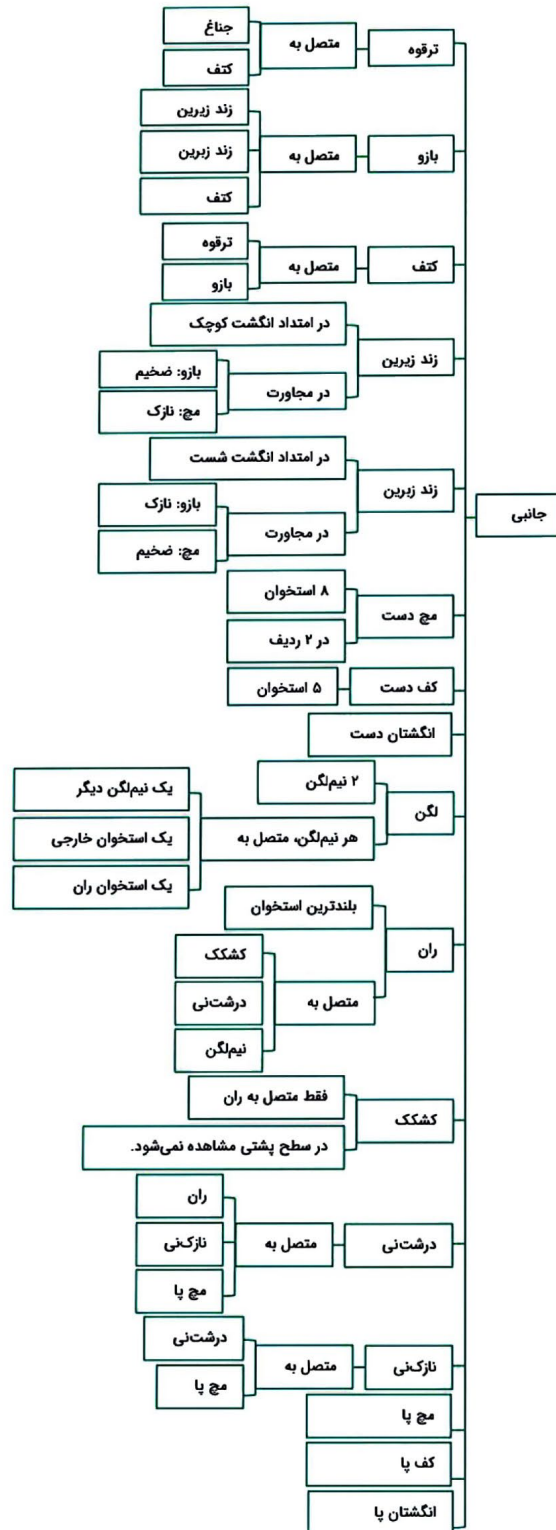 جانبی
ترقوه
متصل به
جناغ
کتف
بازو
متصل به
زند زیرین
زند زبرین
کتف
کتف
متصل به
ترقوه
بازو
زند زیرین
در امتداد انگشت کوچک
در مجاورت
بازو: ضخیم
مچ: نازک
زند زبرین
در امتداد انگشت شست
در مجاورت
بازو: نازک
مچ: ضخیم
مچ دست
۸ استخوان
در ۲ ردیف
کف دست
۵ استخوان
انگشتان دست
لگن
۲ نیم‌لگن
هر نیم‌لگن، متصل به
یک نیم‌لگن دیگر
یک استخوان خارجی
یک استخوان ران
ران
بلندترین استخوان
متصل به
کشکک
درشت‌نی
نیم‌لگن
کشکک
فقط متصل به ران
در سطح پشتی مشاهده نمی‌شود.
درشت‌نی
متصل به
ران
نازک‌نی
مچ پا
نازک‌نی
متصل به
درشت‌نی
مچ پا
مچ پا
کف پا
انگشتان پا